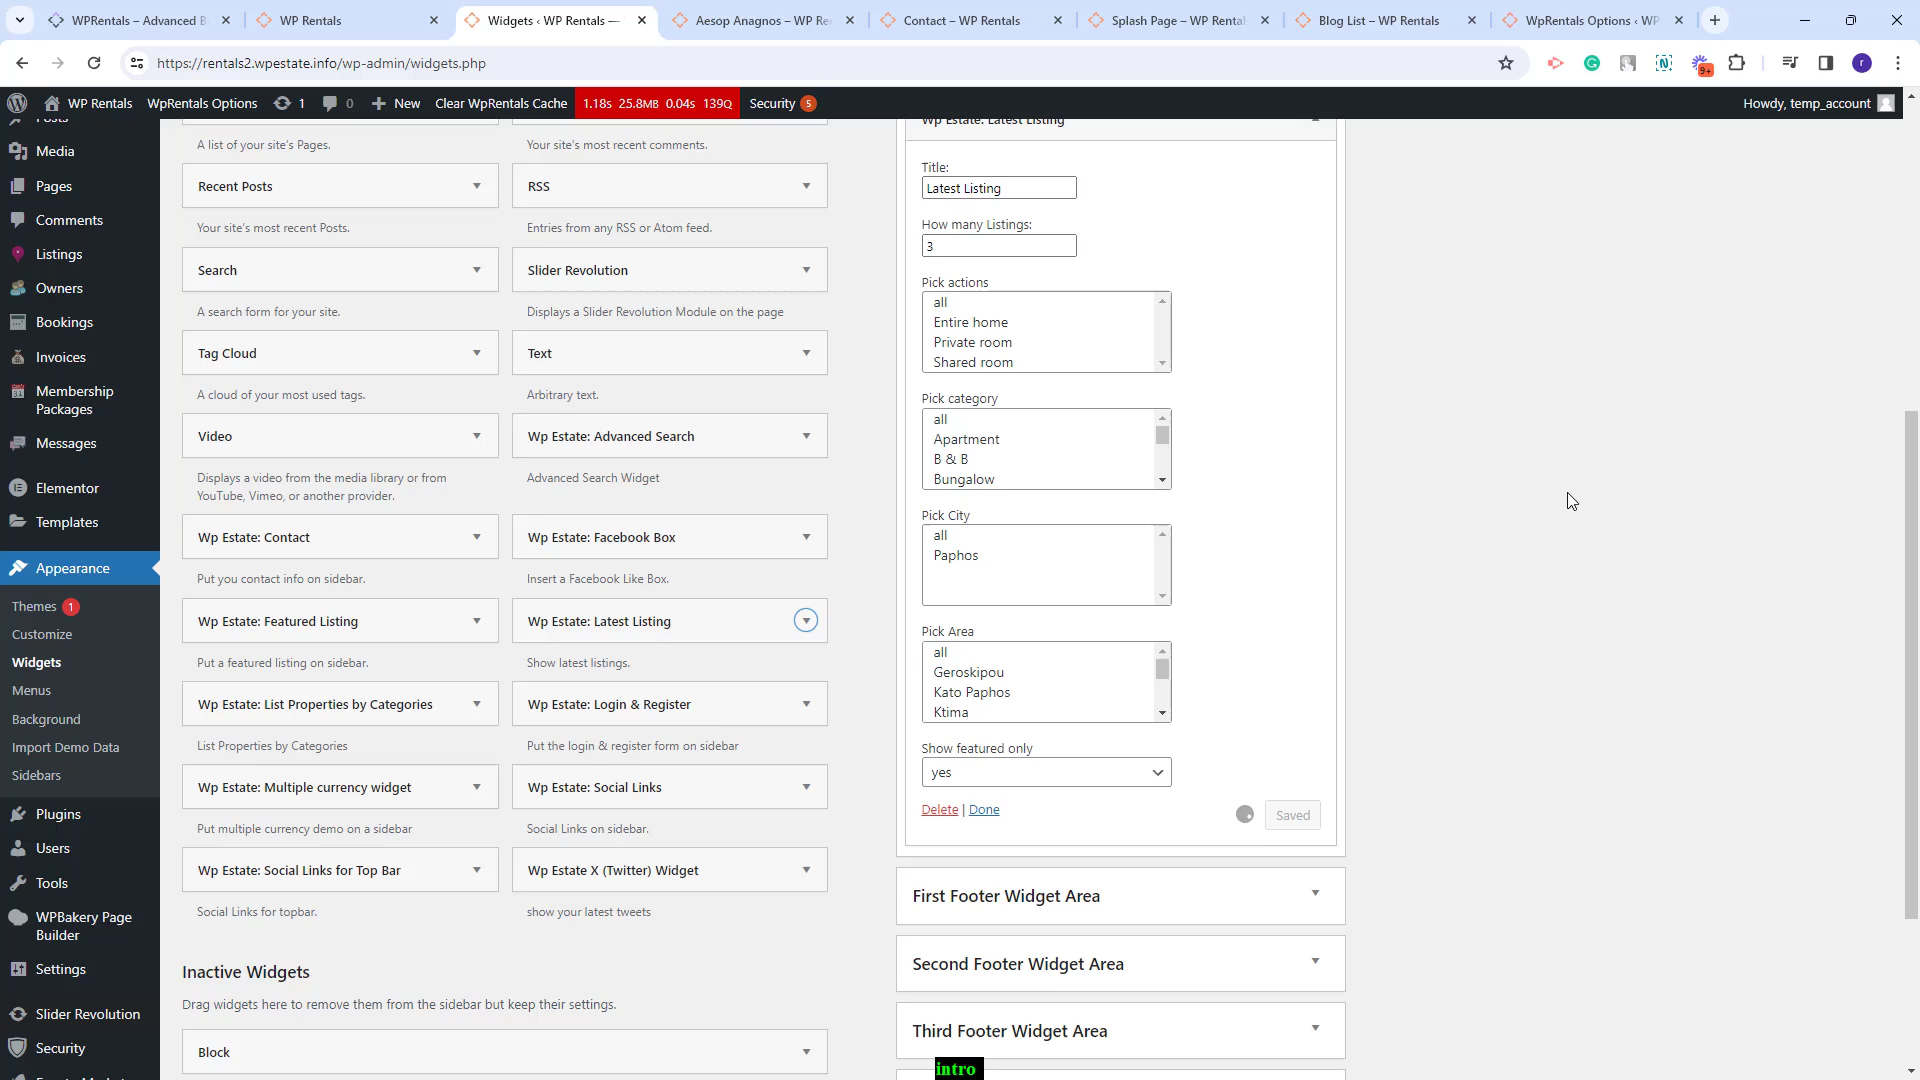 WPRentals – Advanced B
WP Rentals
Widgets ‹ WP Rentals —
Aesop Anagnos – WP Re
Contact – WP Rentals
Splash Page – WP Rental
Blog List – WP Rentals
WpRentals Options ‹ WP
https://rentals2.wpestate.info/wp-admin/widgets.php
9+
r
WP Rentals
WpRentals Options
1
0
New
Clear WpRentals Cache
1.18s 25.8MB 0.04s 139Q
Security 5
Howdy, temp_account
Posts
Media
Pages
Comments
Listings
Owners
Bookings
Invoices
Membership
Packages
Messages
Elementor
Templates
Appearance
Themes 1
Customize
Widgets
Menus
Background
Import Demo Data
Sidebars
Plugins
Users
Tools
WPBakery Page
Builder
Settings
Slider Revolution
Security
A list of your site's Pages.
Your site's most recent comments.
Recent Posts
RSS
Your site's most recent Posts.
Entries from any RSS or Atom feed.
Search
Slider Revolution
A search form for your site.
Displays a Slider Revolution Module on the page
Tag Cloud
Text
A cloud of your most used tags.
Arbitrary text.
Video
Wp Estate: Advanced Search
Displays a video from the media library or from
YouTube, Vimeo, or another provider.
Advanced Search Widget
Wp Estate: Contact
Wp Estate: Facebook Box
Put you contact info on sidebar.
Insert a Facebook Like Box.
Wp Estate: Featured Listing
Wp Estate: Latest Listing
Put a featured listing on sidebar.
Show latest listings.
Wp Estate: List Properties by Categories
Wp Estate: Login & Register
List Properties by Categories
Put the login & register form on sidebar
Wp Estate: Multiple currency widget
Wp Estate: Social Links
Put multiple currency demo on a sidebar
Social Links on sidebar.
Wp Estate: Social Links for Top Bar
Wp Estate X (Twitter) Widget
Social Links for topbar.
show your latest tweets
Inactive Widgets
Drag widgets here to remove them from the sidebar but keep their settings.
Block
Wp Estate: Latest Listing
Title:
Latest Listing
How many Listings:
3
Pick actions
all
Entire home
Private room
Shared room
Pick category
all
Apartment
B & B
Bungalow
Pick City
all
Paphos
Pick Area
all
Geroskipou
Kato Paphos
Ktima
Show featured only
yes
Delete | Done
Saved
First Footer Widget Area
Second Footer Widget Area
Third Footer Widget Area
intro